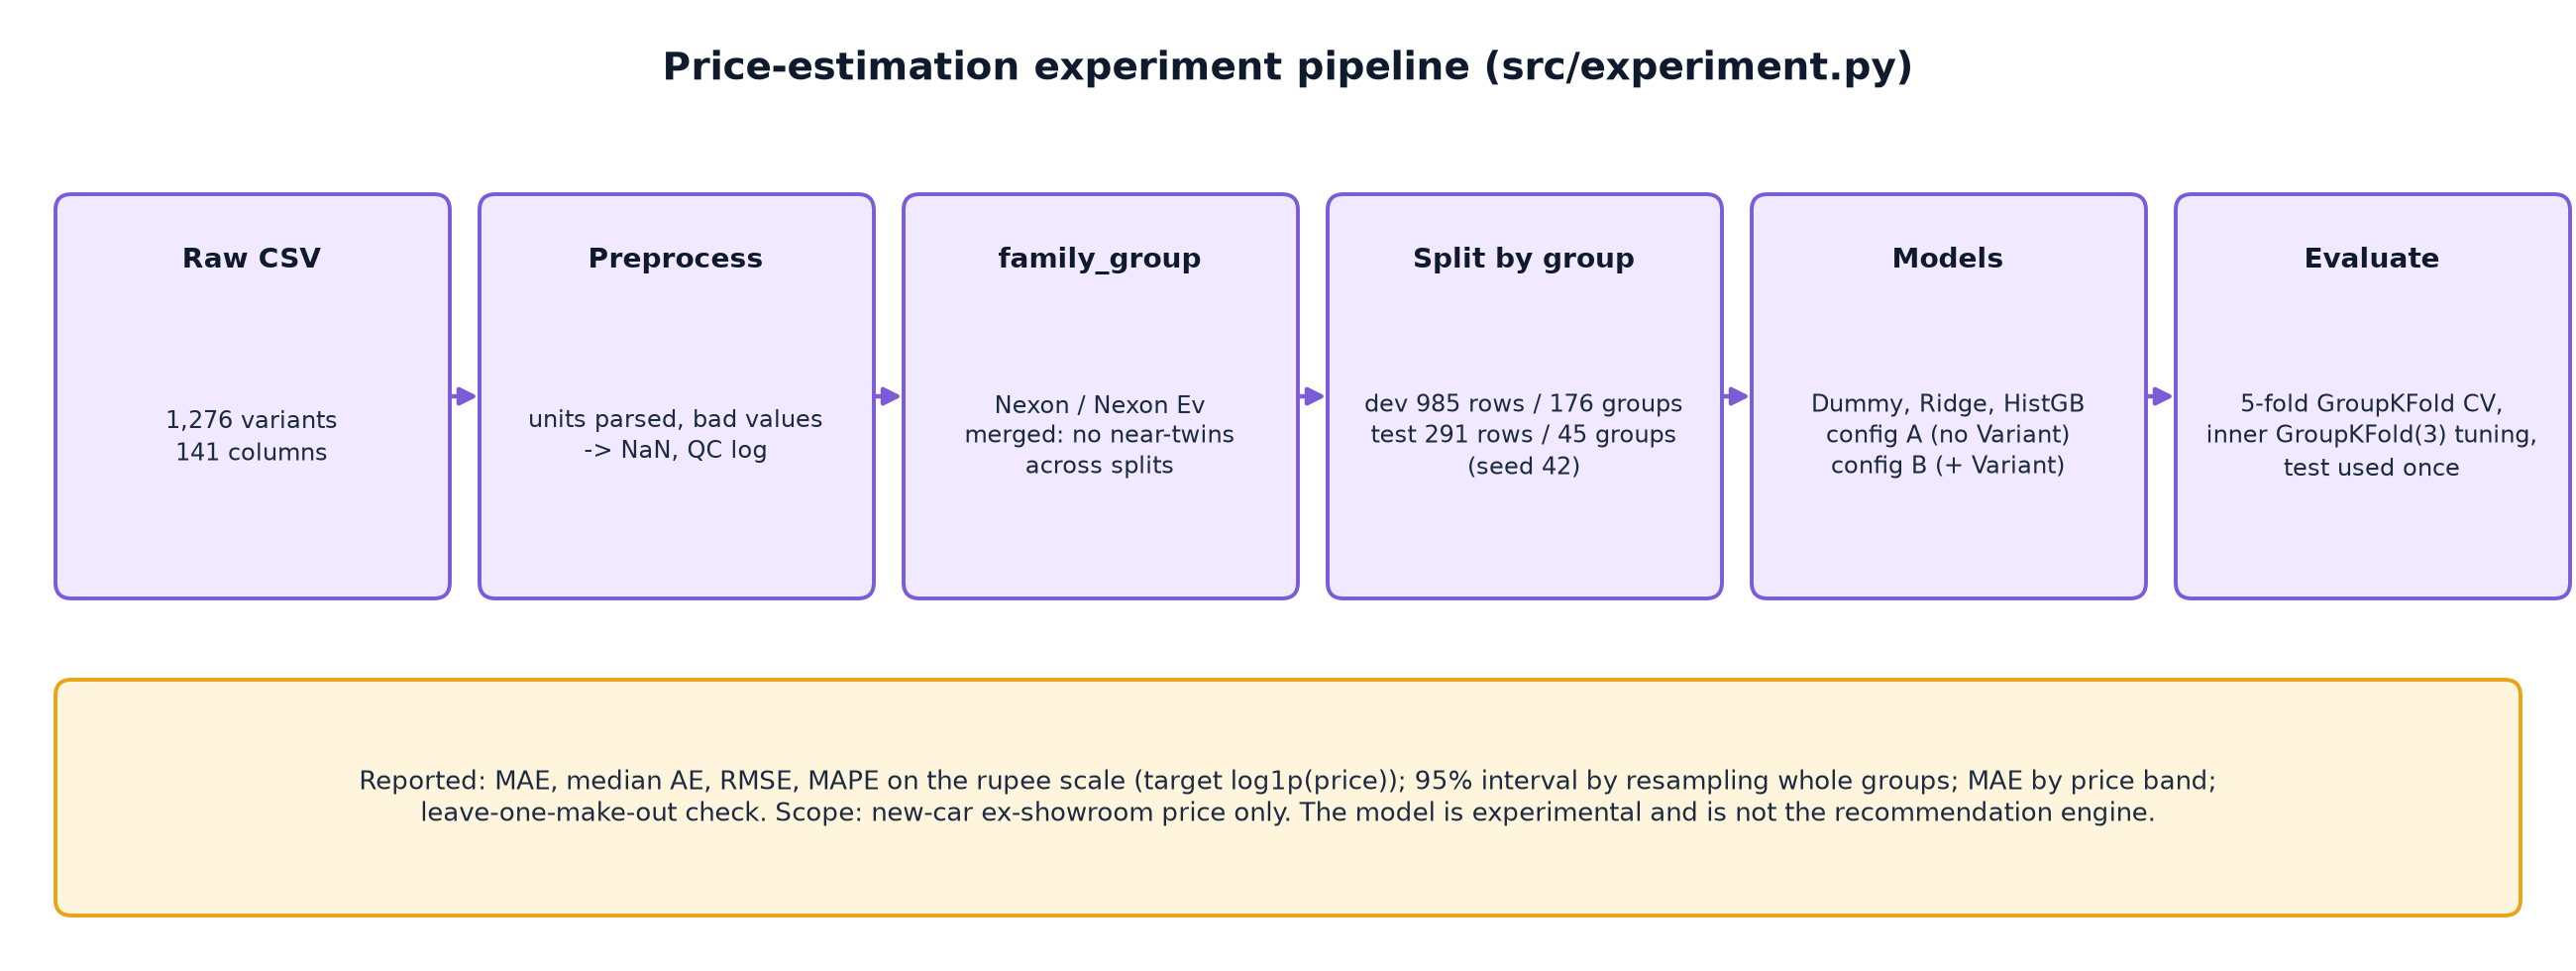 Price-estimation experiment pipeline (src/experiment.py)
Raw CSV
1,276 variants
141 columns
Preprocess
units parsed, bad values
-> NaN, QC log
family_group
Nexon / Nexon Ev
merged: no near-twins
across splits
Split by group
dev 985 rows / 176 groups
test 291 rows / 45 groups
(seed 42)
Models
Dummy, Ridge, HistGB
config A (no Variant)
config B (+ Variant)
Evaluate
5-fold GroupKFold CV,
inner GroupKFold(3) tuning,
test used once
Reported: MAE, median AE, RMSE, MAPE on the rupee scale (target log1p(price)); 95% interval by resampling whole groups; MAE by price band;
leave-one-make-out check. Scope: new-car ex-showroom price only. The model is experimental and is not the recommendation engine.